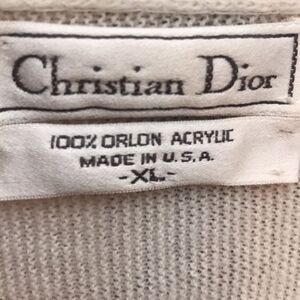 Christian Dior
100% ORLON ACRYLIC
MADE IN U.S.A.
-XL-